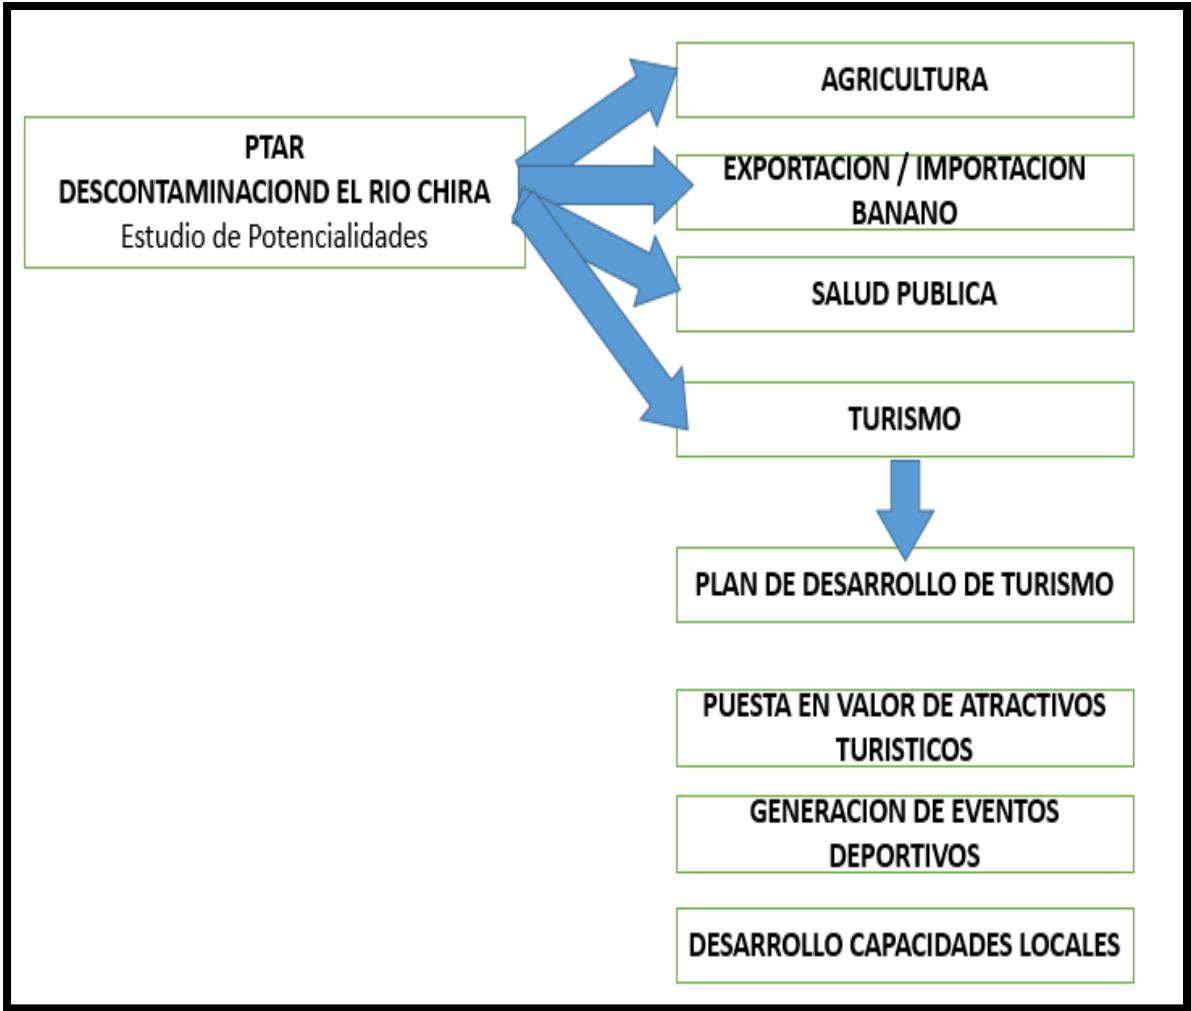 PTAR
DESCONTAMINACIOND EL RIO CHIRA
Estudio de Potencialidades
AGRICULTURA
EXPORTACION / IMPORTACION
BANANO
SALUD PUBLICA
TURISMO
PLAN DE DESARROLLO DE TURISMO
PUESTA EN VALOR DE ATRACTIVOS
TURISTICOS
GENERACION DE EVENTOS
DEPORTIVOS
DESARROLLO CAPACIDADES LOCALES